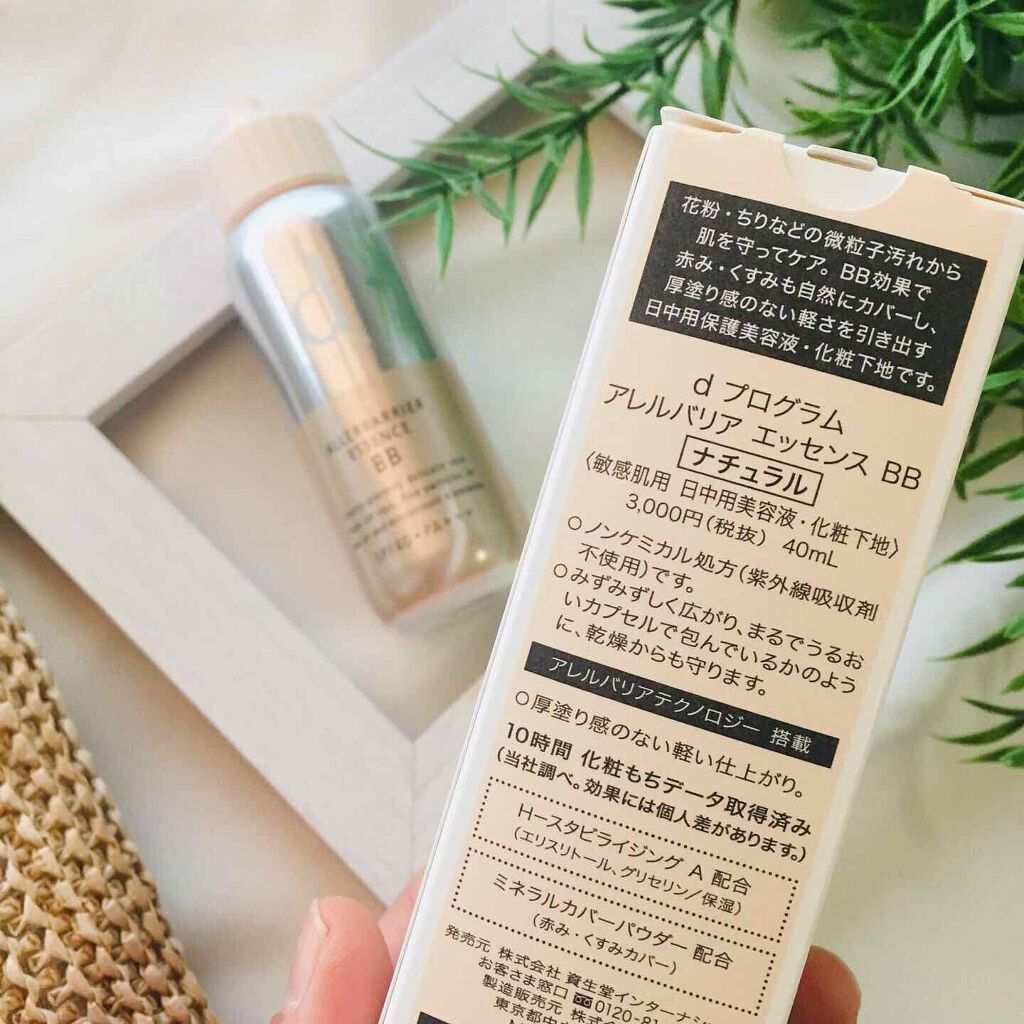 花粉・ちりなどの微粒子汚れから
肌を守ってケア。BB効果で
赤み・くすみも自然にカバーし、
厚塗り感のない軽さを引き出す
日中用保護美容液・化粧下地です。
d プログラム
アレルバリア エッセンス BB
ナチュラル
〈敏感肌用 日中用美容液・化粧下地〉
3,000円(税抜) 40mL
○ノンケミカル処方(紫外線吸収剤
不使用)です。
○みずみずしく広がり、まるでうるお
いカプセルで包んでいるかのよう
に、乾燥からも守ります。
アレルバリアテクノロジー 搭載
○厚塗り感のない軽い仕上がり。
10時間 化粧もちデータ取得済み
(当社調べ。効果には個人差があります。)
Hースタビライジング A 配合
(エリスリトール、グリセリン/保湿)
ミネラルカバーパウダー 配合
(赤み・くすみカバー)
発売元 株式会社 資生堂インターナシ
お客さま窓口 0120-81
製造販売元 株式
東京都中
d
ALLERBARRIER
ESSENCE
BB
SPF40・PA+++